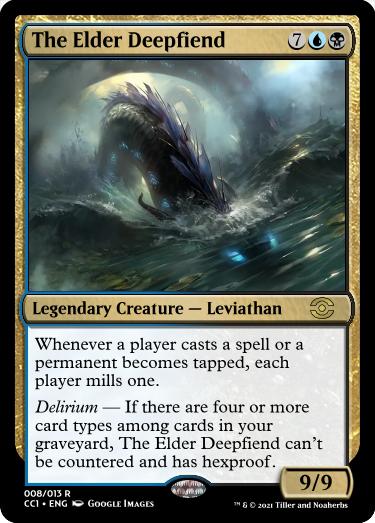 The Elder Deepfiend 7
Legendary Creature — Leviathan
Whenever a player casts a spell or a
permanent becomes tapped, each
player mills one.
Delirium — If there are four or more
card types among cards in your
graveyard, The Elder Deepfiend can't
be countered and has hexproof.
9/9
008/013 R
CCI • ENG Google Images
™ & © 2021 Tiller and Noaherbs